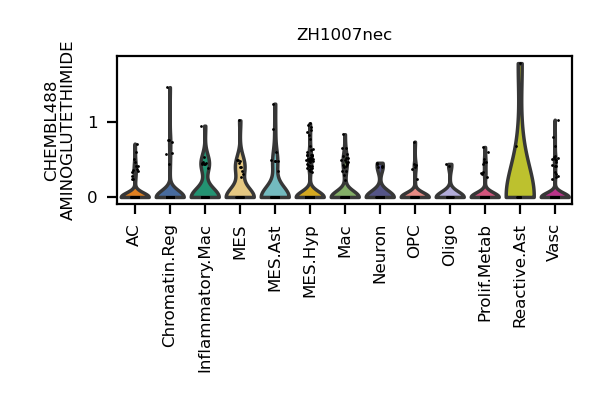 ZH1007nec
CHEMBL488
AMINOGLUTETHIMIDE
1
0
AC
Chromatin.Reg
Inflammatory.Mac
MES
MES.Ast
MES.Hyp
Mac
Neuron
OPC
Oligo
Prolif.Metab
Reactive.Ast
Vasc